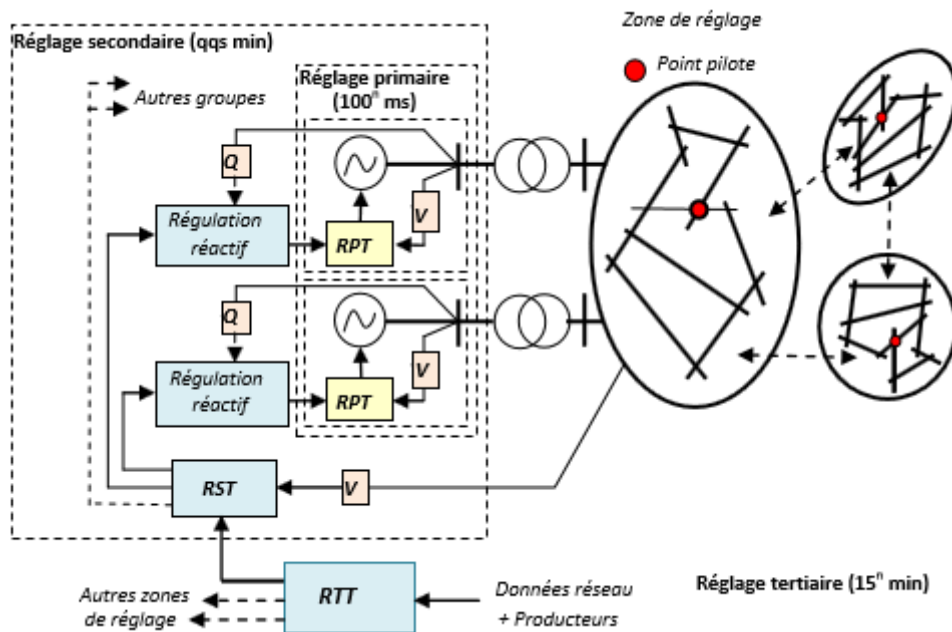 Réglage secondaire (qqs min)
Autres groupes
Réglage primaire
(100ⁿ ms)
Zone de réglage
Point pilote
Q
V
Régulation
réactif
RPT
Q
V
Régulation
réactif
RPT
RST
V
RTT
Autres zones
de réglage
Données réseau
+ Producteurs
Réglage tertiaire (15ⁿ min)